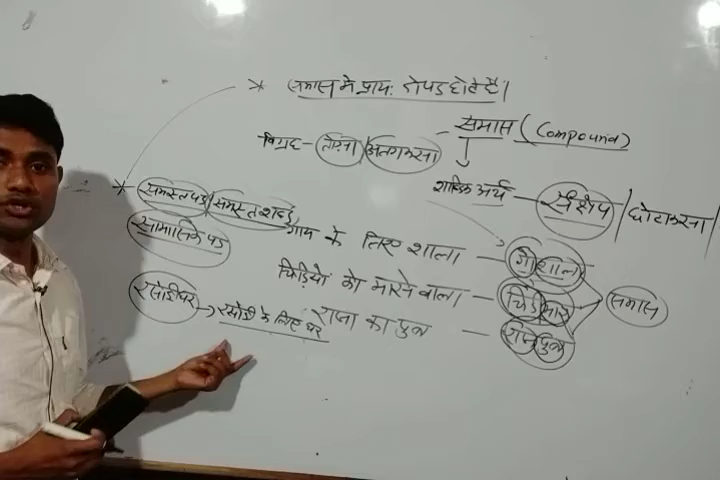 * समास मे प्राय: दो पद होते है।
समास (Compound)
विग्रह - तोड़ना / अलग करना
शाब्दिक अर्थ - संक्षेप / छोटा करना
* समस्तपद / समस्त शब्द,
सामासिक पद
गाय के लिए शाला - गोशाला
चिड़ियों को मारने वाला - चिड़ीमार
समास
रसोईघर → रसोई के लिए घर
राजा का पुत्र - राजपुत्र